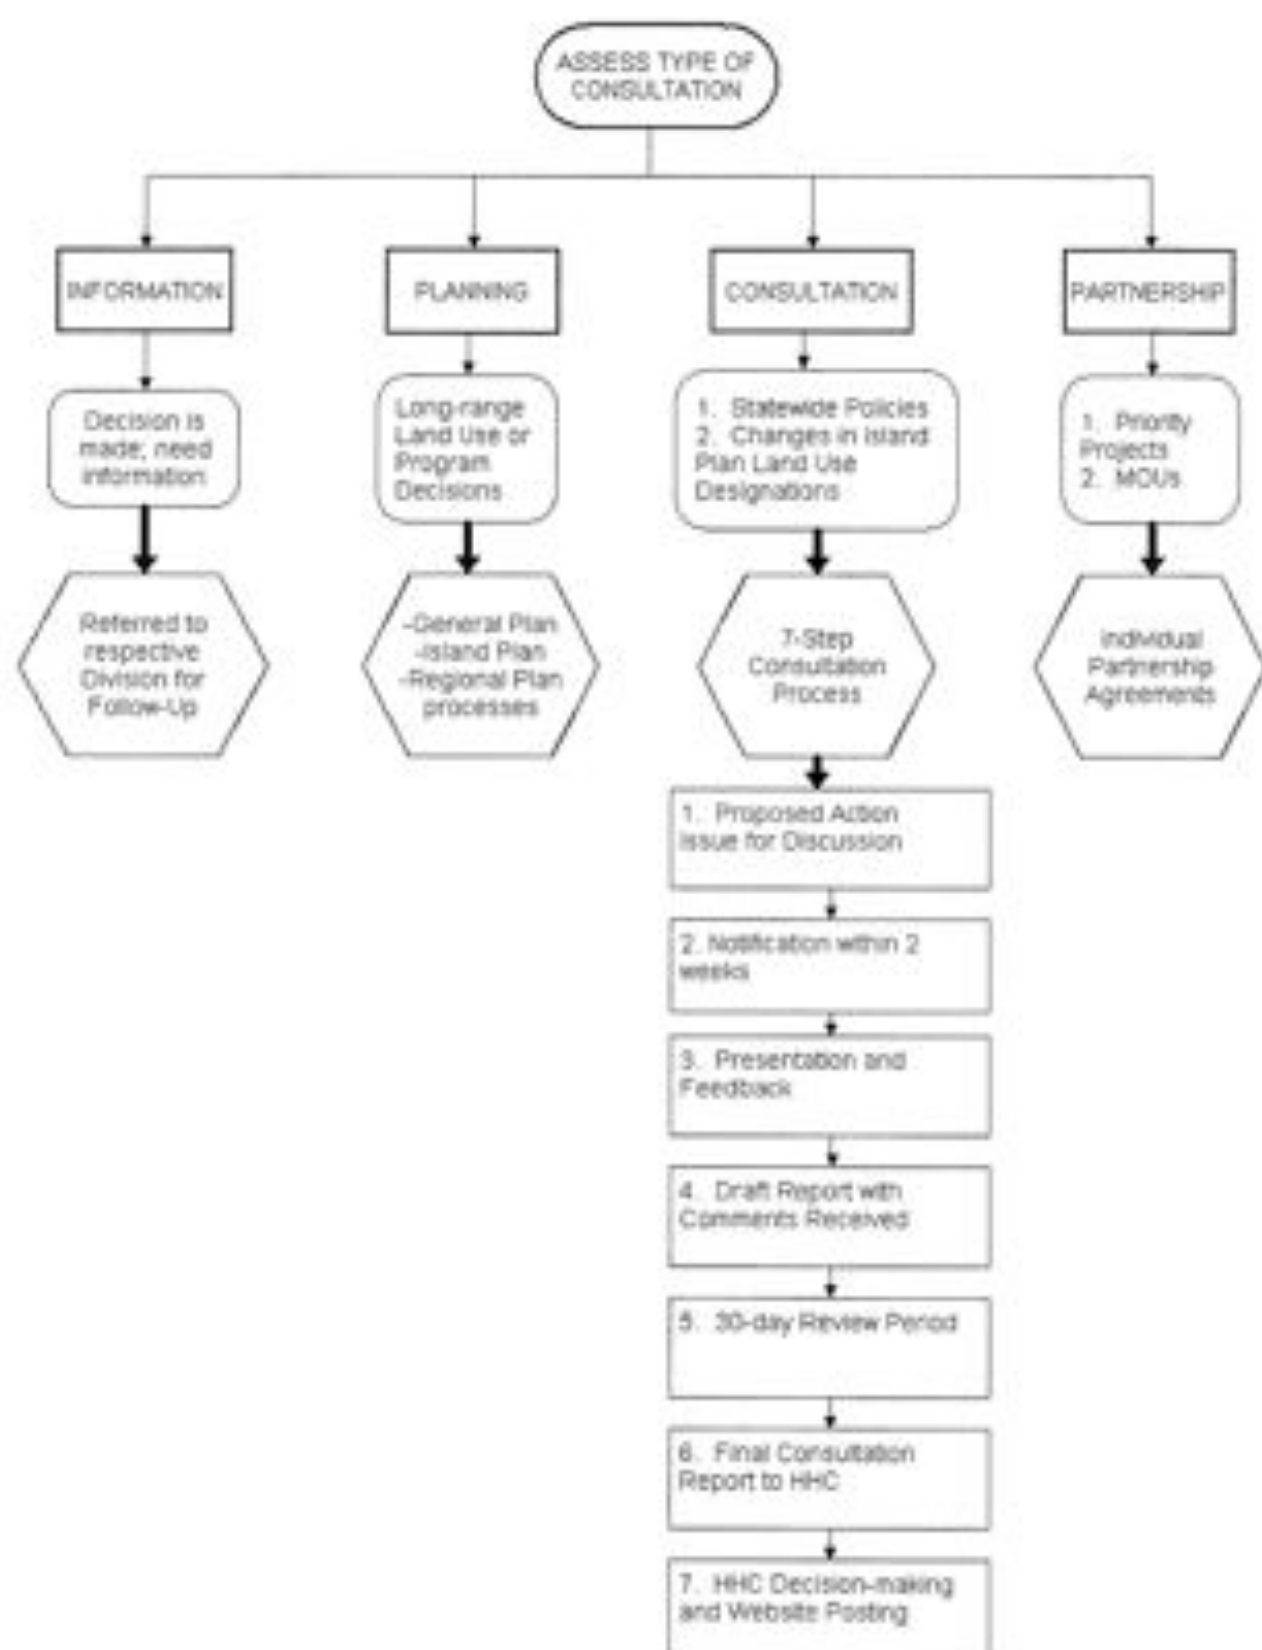 ASSESS TYPE OF
CONSULTATION
INFORMATION
PLANNING
CONSULTATION
PARTNERSHIP
Decision is
made; need
information
Long-range
Land Use or
Program
Decisions
1. Statewide Policies
2. Changes in Island
Plan Land Use
Designations
1. Priority
Projects
2. MOUs
Referred to
respective
Division for
Follow-Up
-General Plan
-Island Plan
-Regional Plan
processes
7-Step
Consultation
Process
Individual
Partnership
Agreements
1. Proposed Action
Issue for Discussion
2. Notification within 2
weeks
3. Presentation and
Feedback
4. Draft Report with
Comments Received
5. 30-day Review Period
6. Final Consultation
Report to HHC
7. HHC Decision-making
and Website Posting